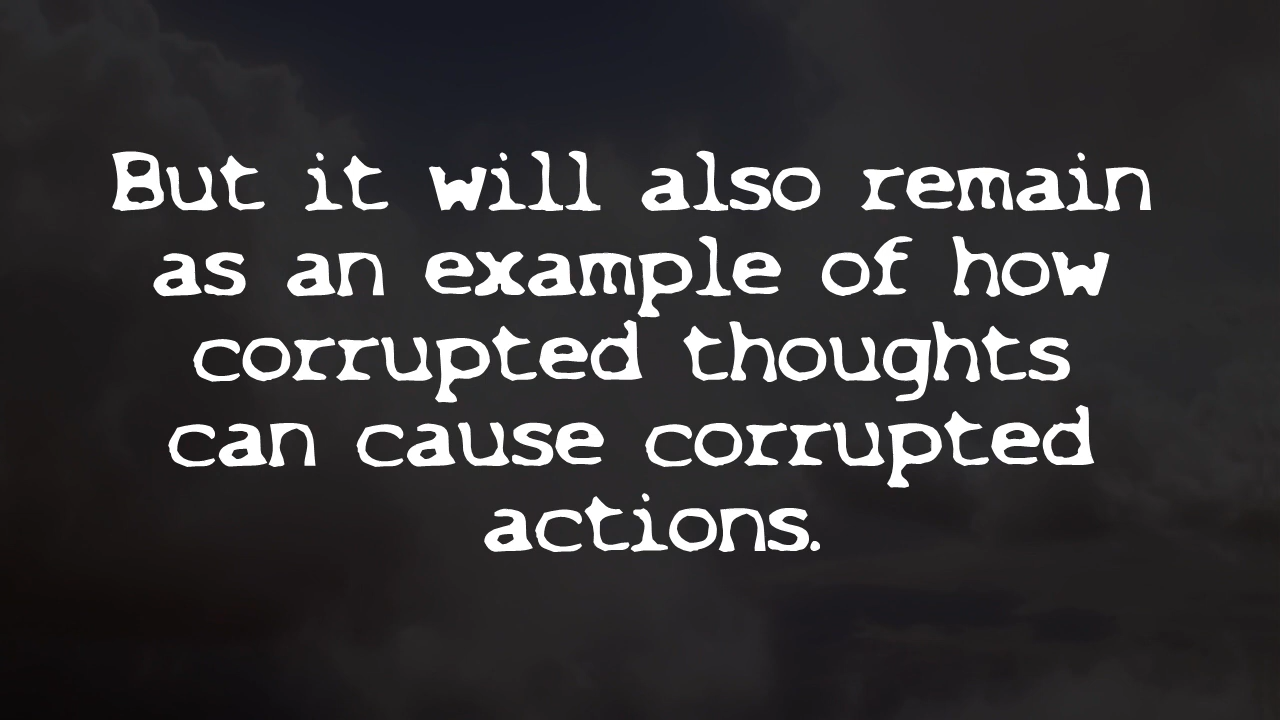 But it will also remain
as an example of how
corrupted thoughts
can cause corrupted
actions.